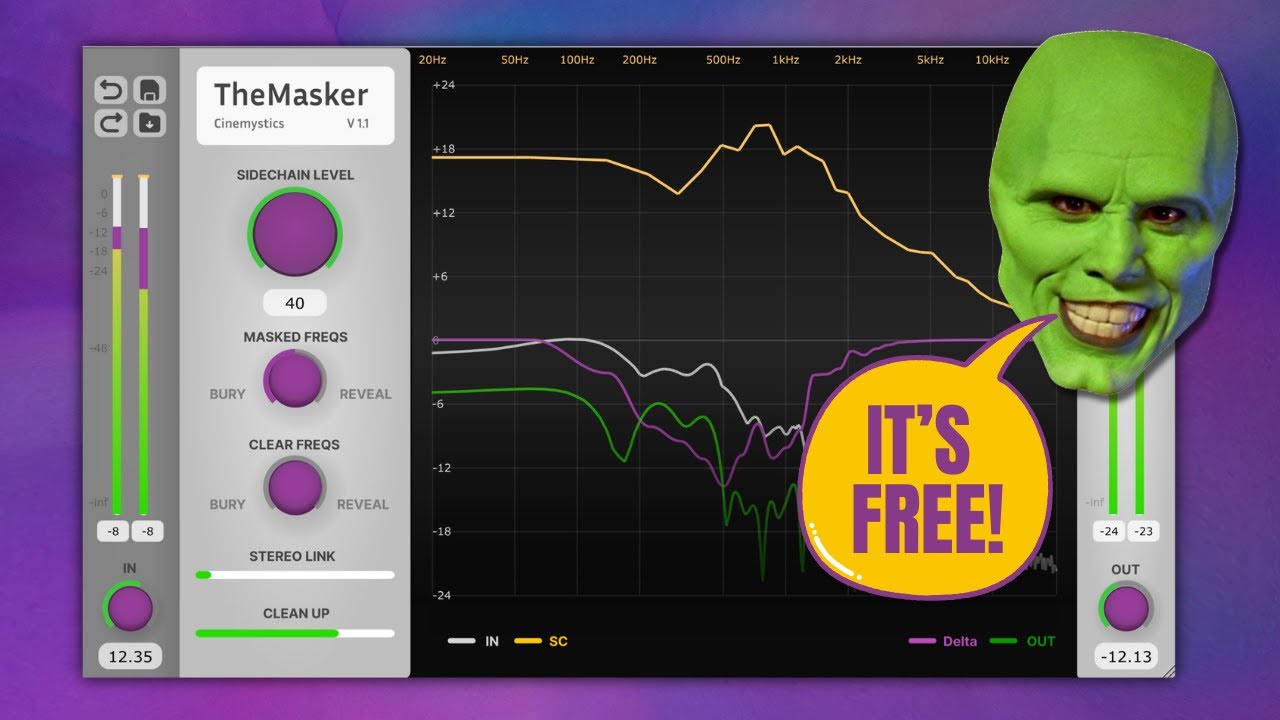 20Hz 50Hz 100Hz 200Hz 500Hz 1kHz 2kHz 5kHz 10kHz
TheMasker
Cinemystics V 1.1
SIDECHAIN LEVEL
40
MASKED FREQS
BURY REVEAL
CLEAR FREQS
BURY REVEAL
STEREO LINK
CLEAN UP
0
-6
-12
-18
-24
-48
-inf
-8 -8
IN
12.35
+24
+18
+12
+6
0
-6
-12
-18
-24
IN SC Delta OUT
IT'S
FREE!
-inf
-24 -23
OUT
-12.13